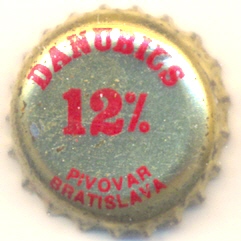 DANUBIUS
12%
PIVOVAR
BRATISLAVA